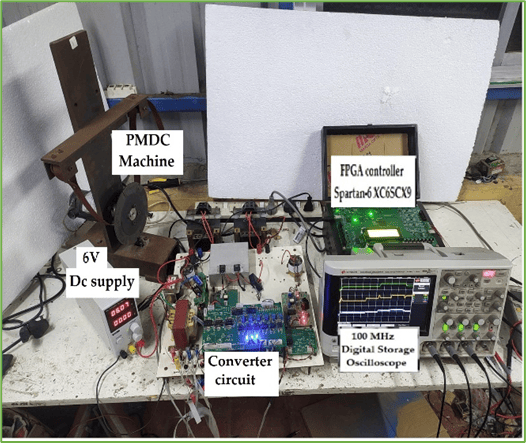 PMDC
Machine
FPGA controller
Spartan-6 XC6SCX9
6V
Dc supply
Converter
circuit
100 MHz
Digital Storage
Oscilloscope